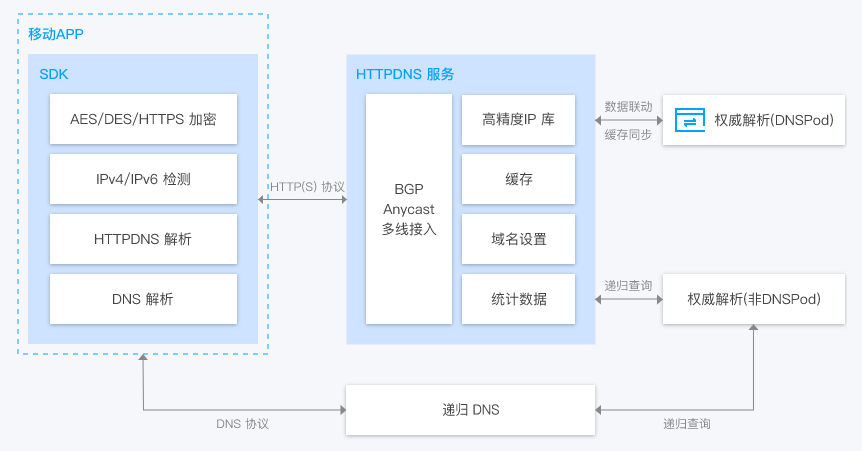 移动APP
SDK
AES/DES/HTTPS 加密
IPv4/IPv6 检测
HTTPDNS 解析
DNS 解析
HTTP(S) 协议
HTTPDNS 服务
BGP
Anycast
多线接入
高精度IP 库
缓存
域名设置
统计数据
数据联动
缓存同步
权威解析(DNSPod)
递归查询
权威解析(非DNSPod)
DNS 协议
递归 DNS
递归查询